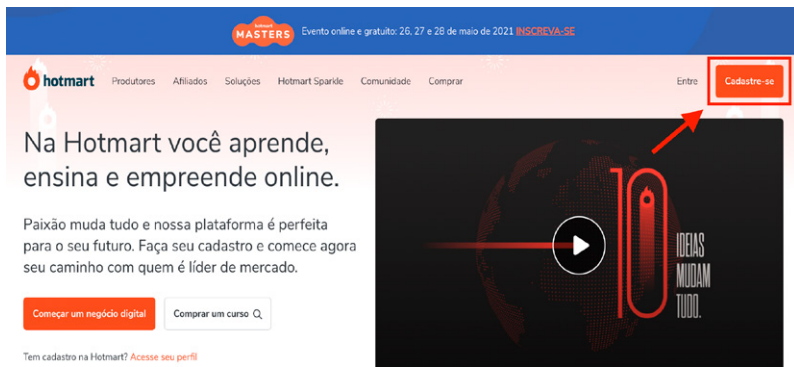 hotmart
MASTERS
Evento online e gratuito: 26, 27 e 28 de maio de 2021 INSCREVA-SE
hotmart Produtores Afiliados Soluções Hotmart Sparkle Comunidade Comprar Entre Cadastre-se
Na Hotmart você aprende,
ensina e empreende online.
Paixão muda tudo e nossa plataforma é perfeita
para o seu futuro. Faça seu cadastro e comece agora
seu caminho com quem é líder de mercado.
Começar um negócio digital Comprar um curso
Tem cadastro na Hotmart? Acesse seu perfil
10
IDEIAS
MUDAM
TUDO.